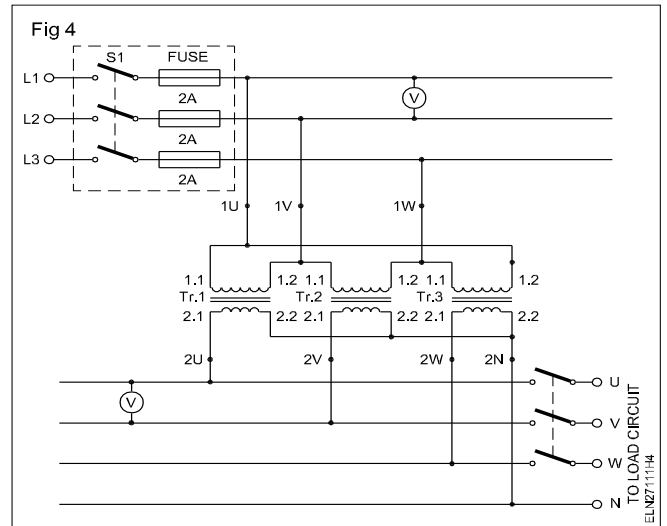 Fig 4
S1 FUSE
L1
2A
L2 V
2A
L3
2A
1U 1V 1W
1.1 1.2 1.1 1.2 1.1 1.2
Tr.1 Tr.2 Tr.3
2.1 2.2 2.1 2.2 2.1 2.2
2U 2V 2W 2N
U
V V
W
N
TO LOAD CIRCUIT
ELN27111H4